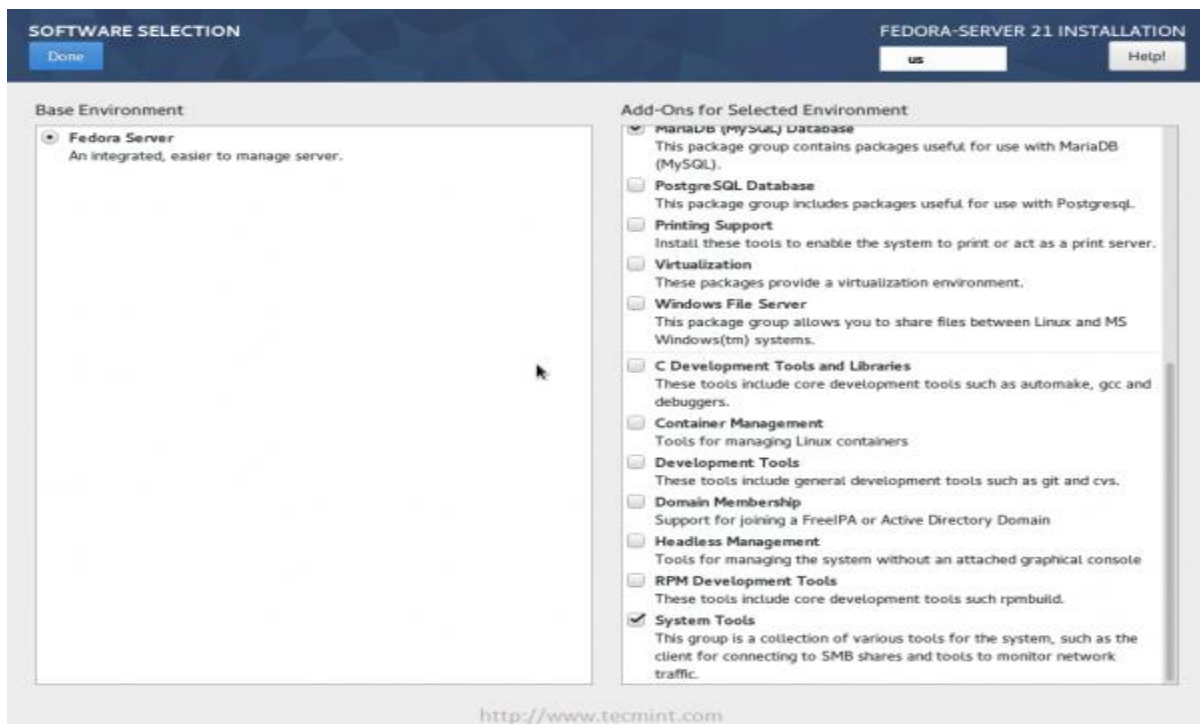 SOFTWARE SELECTION
Done
FEDORA-SERVER 21 INSTALLATION
us
Help!
Base Environment
Fedora Server
An integrated, easier to manage server.
Add-Ons for Selected Environment
MariaDB (MySQL) Database
This package group contains packages useful for use with MariaDB
(MySQL).
PostgreSQL Database
This package group includes packages useful for use with Postgresql.
Printing Support
Install these tools to enable the system to print or act as a print server.
Virtualization
These packages provide a virtualization environment.
Windows File Server
This package group allows you to share files between Linux and MS
Windows(tm) systems.
C Development Tools and Libraries
These tools include core development tools such as automake, gcc and
debuggers.
Container Management
Tools for managing Linux containers
Development Tools
These tools include general development tools such as git and cvs.
Domain Membership
Support for joining a FreeIPA or Active Directory Domain
Headless Management
Tools for managing the system without an attached graphical console
RPM Development Tools
These tools include core development tools such rpmbuild.
System Tools
This group is a collection of various tools for the system, such as the
client for connecting to SMB shares and tools to monitor network
traffic.
http://www.tecmint.com